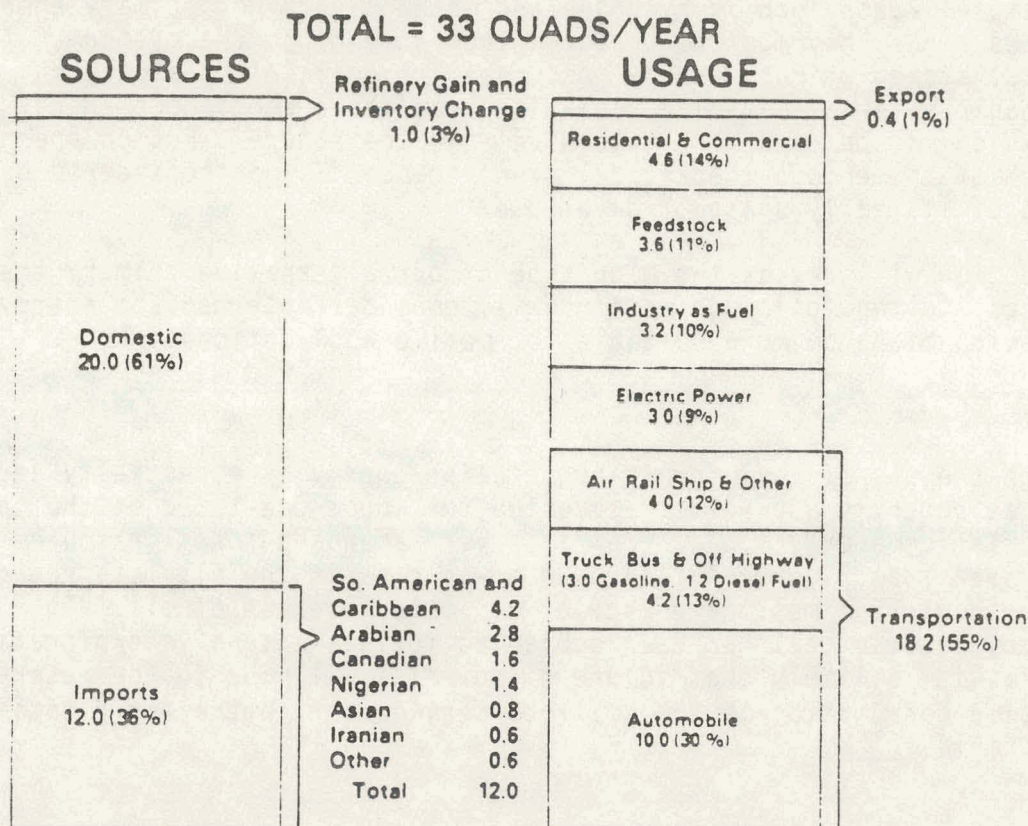 TOTAL = 33 QUADS/YEAR
SOURCES
Refinery Gain and
Inventory Change
1.0 (3%)
Domestic
20.0 (61%)
Imports
12.0 (36%)
So. American and
Caribbean 4.2
Arabian 2.8
Canadian 1.6
Nigerian 1.4
Asian 0.8
Iranian 0.6
Other 0.6
Total 12.0
USAGE
Export
0.4 (1%)
Residential & Commercial
4.6 (14%)
Feedstock
3.6 (11%)
Industry as Fuel
3.2 (10%)
Electric Power
3.0 (9%)
Air Rail Ship & Other
4.0 (12%)
Truck Bus & Off Highway
(3.0 Gasoline, 1.2 Diesel Fuel)
4.2 (13%)
Automobile
10.0 (30%)
Transportation
18.2 (55%)